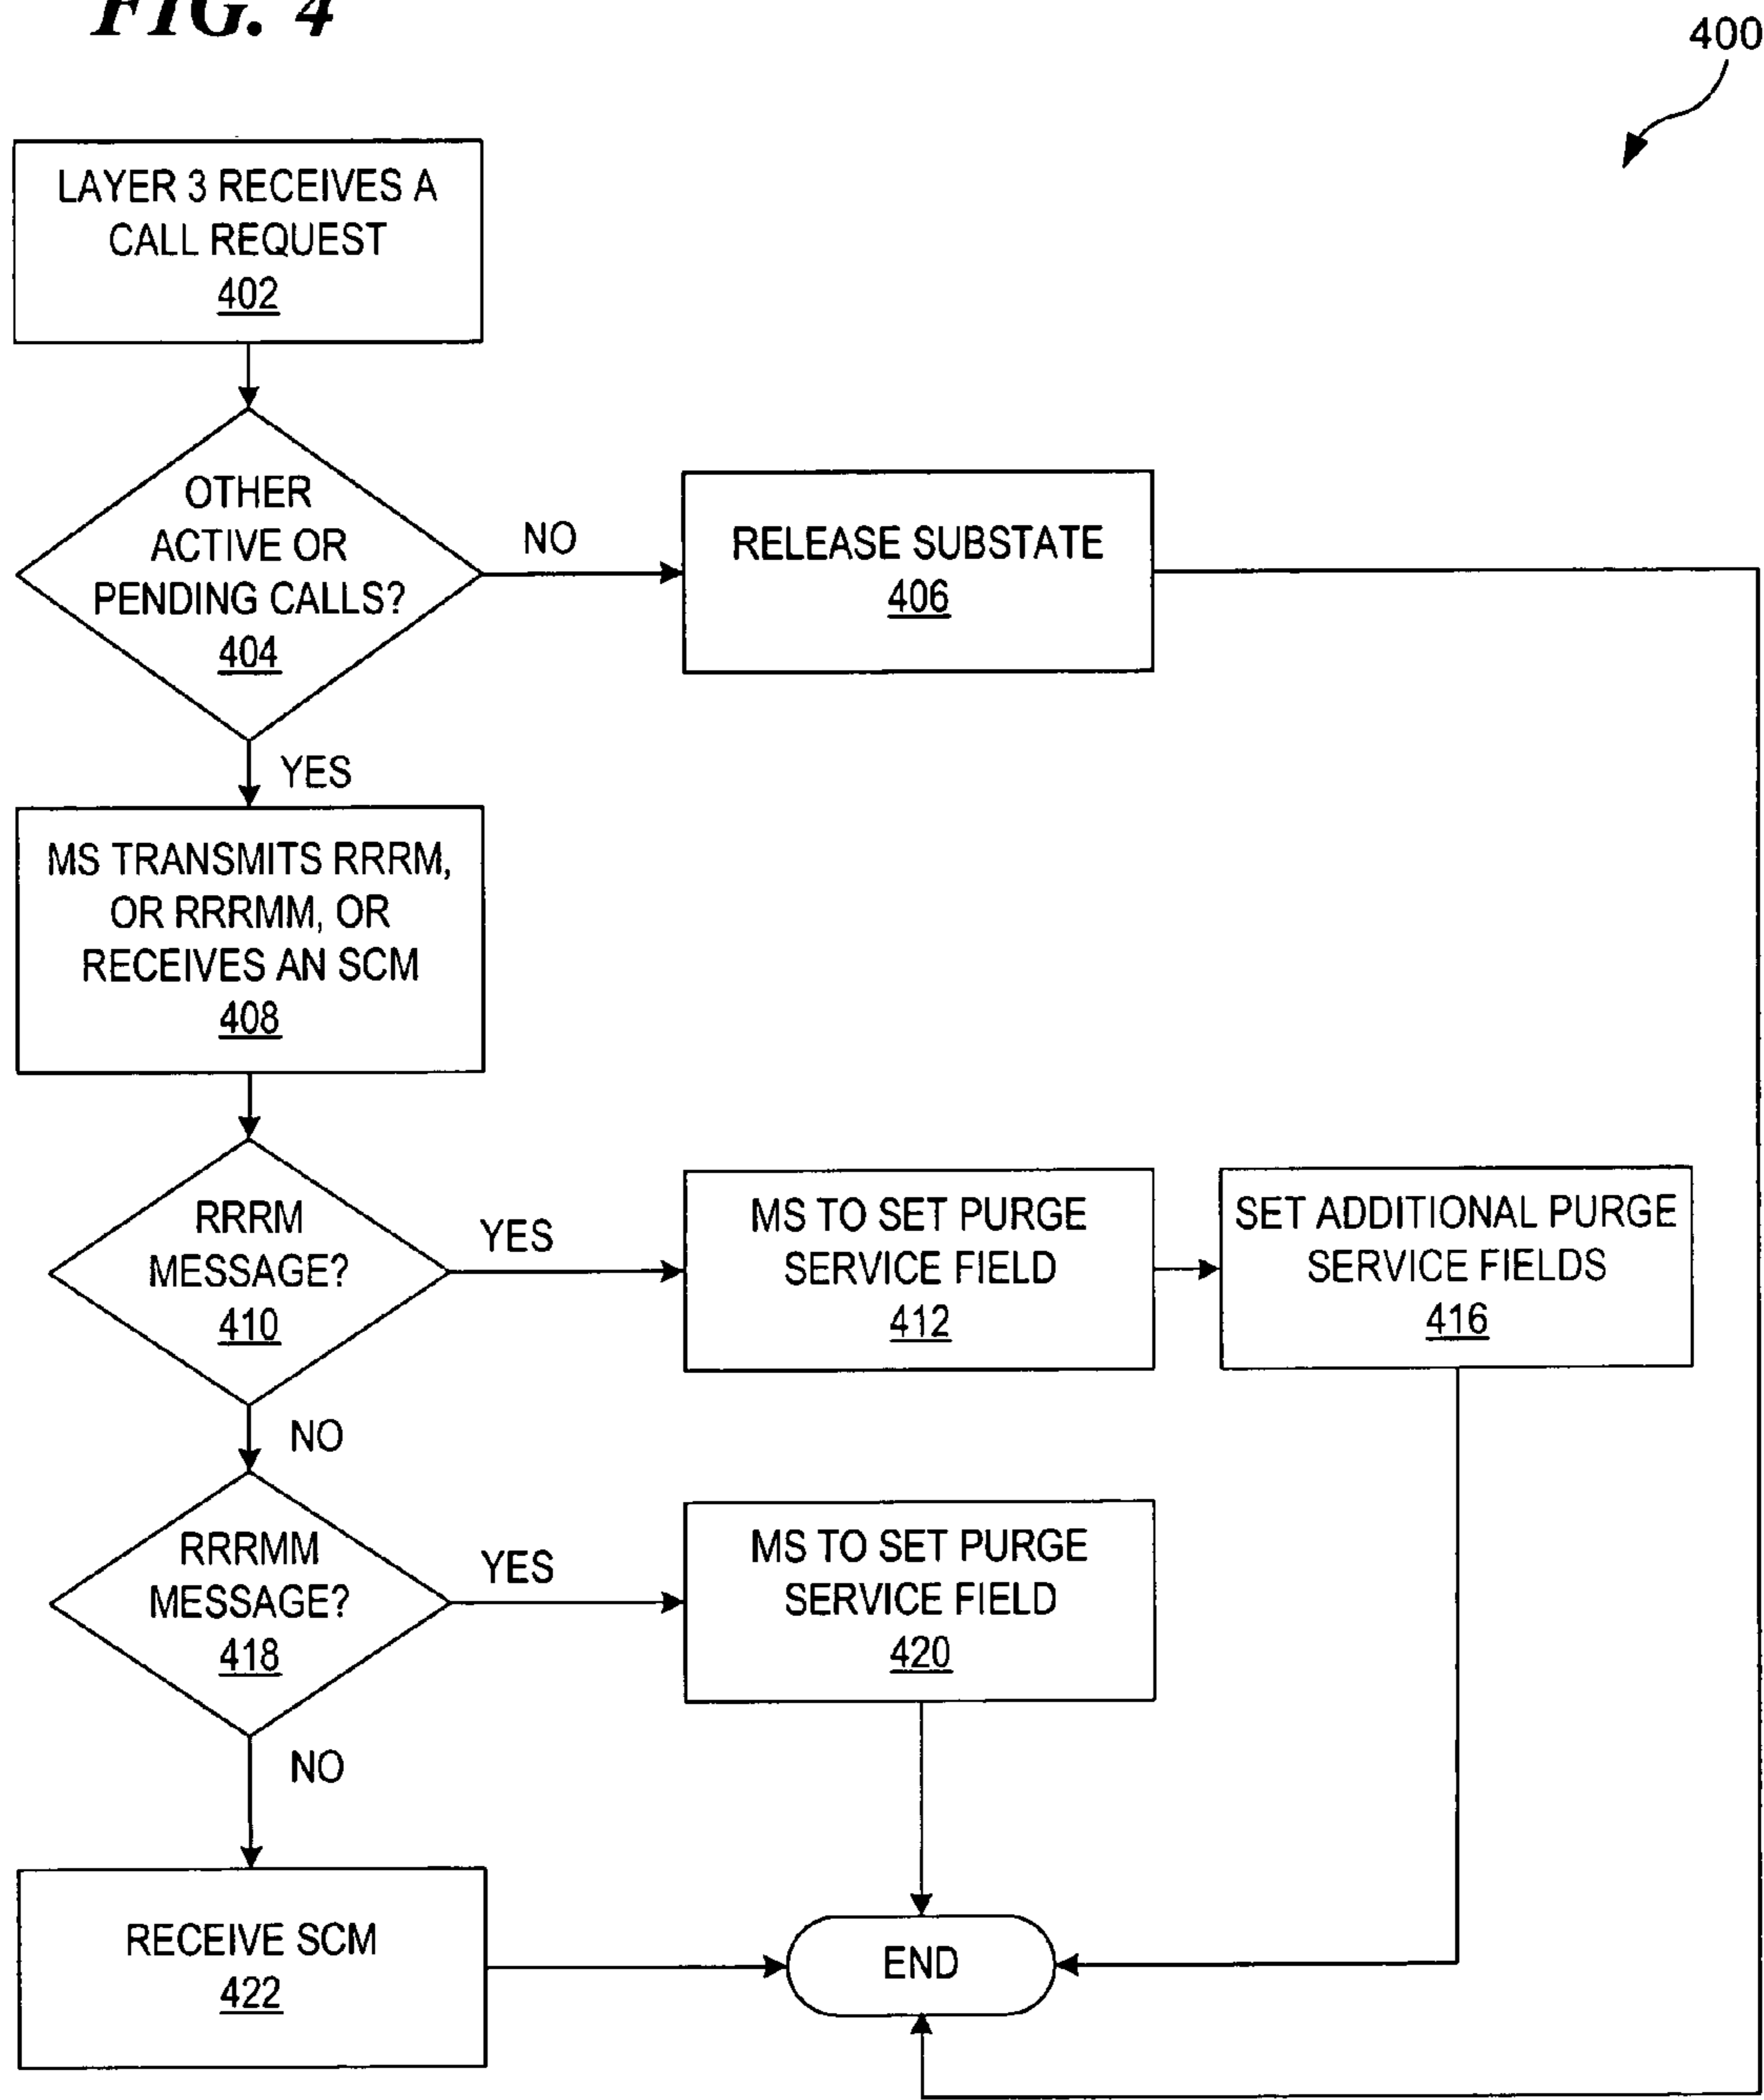 FIG. 4
400
LAYER 3 RECEIVES A
CALL REQUEST
402
OTHER
ACTIVE OR
PENDING CALLS?
404
NO
RELEASE SUBSTATE
406
YES
MS TRANSMITS RRRM,
OR RRRMM, OR
RECEIVES AN SCM
408
RRRM
MESSAGE?
410
YES
MS TO SET PURGE
SERVICE FIELD
412
SET ADDITIONAL PURGE
SERVICE FIELDS
416
NO
RRRMM
MESSAGE?
418
YES
MS TO SET PURGE
SERVICE FIELD
420
NO
RECEIVE SCM
422
END